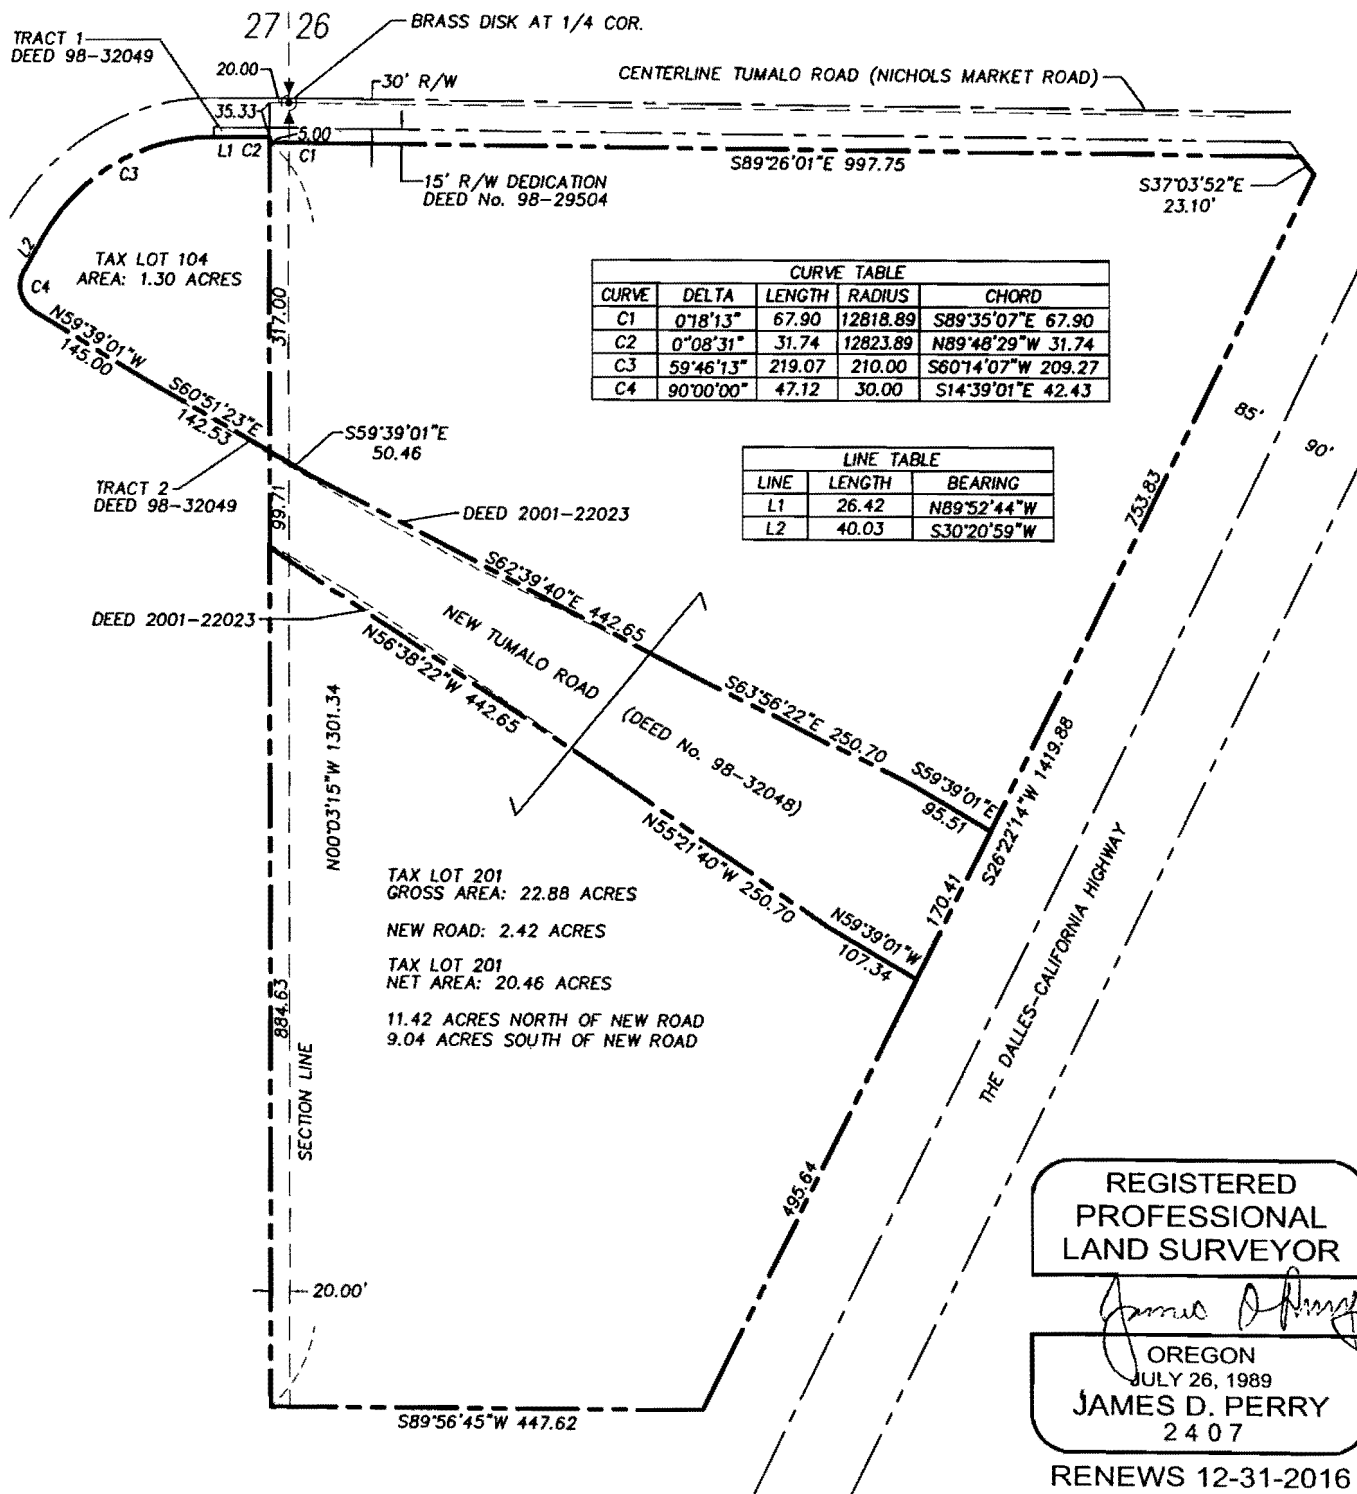 27 26
BRASS DISK AT 1/4 COR.
TRACT 1
DEED 98-32049
20.00
30' R/W
CENTERLINE TUMALO ROAD (NICHOLS MARKET ROAD)
35.33
5.00
L1 C2 C1
C3
S89°26'01"E 997.75
15' R/W DEDICATION
DEED No. 98-29504
S37°03'52"E
23.10'
L2
TAX LOT 104
AREA: 1.30 ACRES
C4
317.00
CURVE TABLE
CURVE DELTA LENGTH RADIUS CHORD
C1 0°18'13" 67.90 12818.89 S89°35'07"E 67.90
C2 0°08'31" 31.74 12823.89 N89°48'29"W 31.74
C3 59°46'13" 219.07 210.00 S60°14'07"W 209.27
C4 90°00'00" 47.12 30.00 S14°39'01"E 42.43
N59°39'01"W
145.00
S60°51'23"E
142.53
85'
90'
S59°39'01"E
50.46
LINE TABLE
LINE LENGTH BEARING
L1 26.42 N89°52'44"W
L2 40.03 S30°20'59"W
TRACT 2
DEED 98-32049
99.71
753.83
DEED 2001-22023
S62°39'40"E 442.65
DEED 2001-22023
NEW TUMALO ROAD
(DEED No. 98-32048)
N56°38'22"W 442.65
S63°56'22"E 250.70
S59°39'01"E
95.51
S26°22'14"W 1419.88
N00°03'15"W 1301.34
N55°21'40"W 250.70
N59°39'01"W
107.34
170.41
THE DALLES-CALIFORNIA HIGHWAY
TAX LOT 201
GROSS AREA: 22.88 ACRES
NEW ROAD: 2.42 ACRES
TAX LOT 201
NET AREA: 20.46 ACRES
11.42 ACRES NORTH OF NEW ROAD
9.04 ACRES SOUTH OF NEW ROAD
884.63
SECTION LINE
495.64
20.00'
S89°56'45"W 447.62
REGISTERED
PROFESSIONAL
LAND SURVEYOR
James D Perry
OREGON
JULY 26, 1989
JAMES D. PERRY
2407
RENEWS 12-31-2016